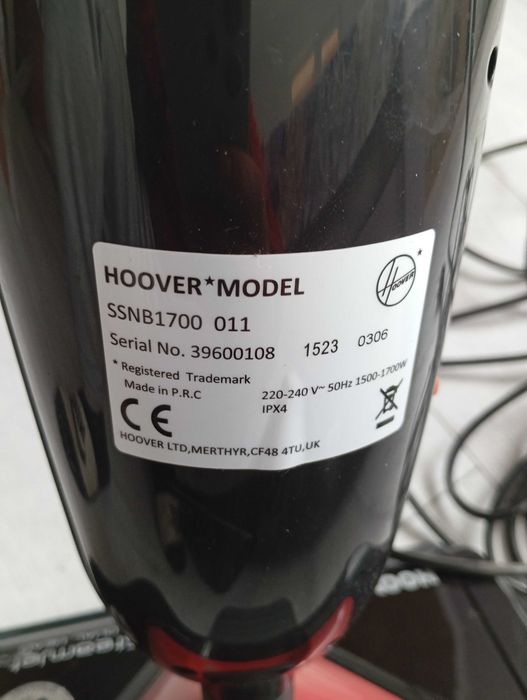 HOOVER*MODEL
HOOVER*
SSNB1700 011
Serial No. 39600108 1523 0306
* Registered Trademark
Made in P.R.C
220-240 V~ 50Hz 1500-1700W
IPX4
CE
HOOVER LTD,MERTHYR,CF48 4TU,UK